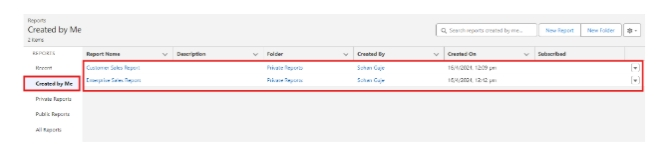 Reports
Created by Me
2 items
Search reports created by me...
New Report
New Folder
REPORTS
Report Name
Description
Folder
Created By
Created On
Subscribed
Recent
Customer Sales Report
Private Reports
Sohan Guje
15/4/2024, 12:09 pm
Created by Me
Enterprise Sales Report
Private Reports
Sohan Guje
15/4/2024, 12:42 pm
Private Reports
Public Reports
All Reports